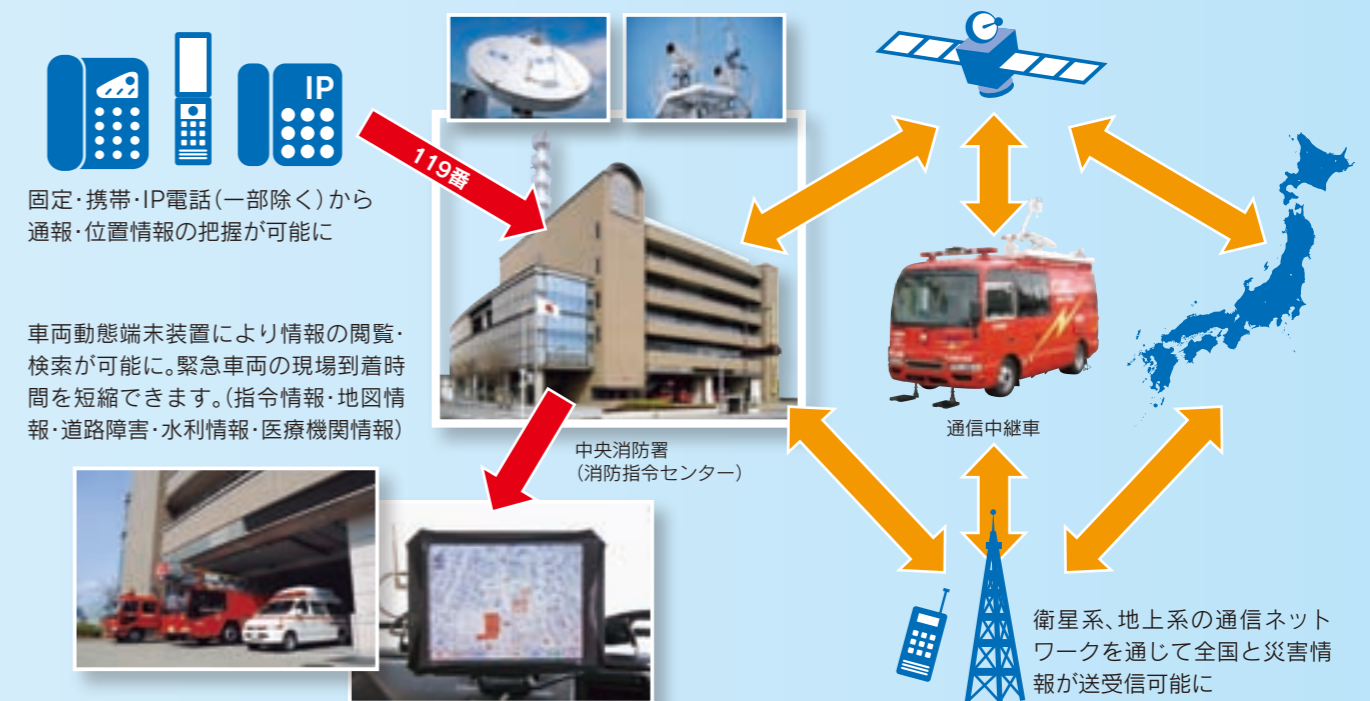 IP
119番
固定・携帯・IP電話(一部除く)から
通報・位置情報の把握が可能に
車両動態端末装置により情報の閲覧・
検索が可能に。緊急車両の現場到着時
間を短縮できます。(指令情報・地図情
報・道路障害・水利情報・医療機関情報)
中央消防署
(消防指令センター)
通信中継車
衛星系、地上系の通信ネット
ワークを通じて全国と災害情
報が送受信可能に